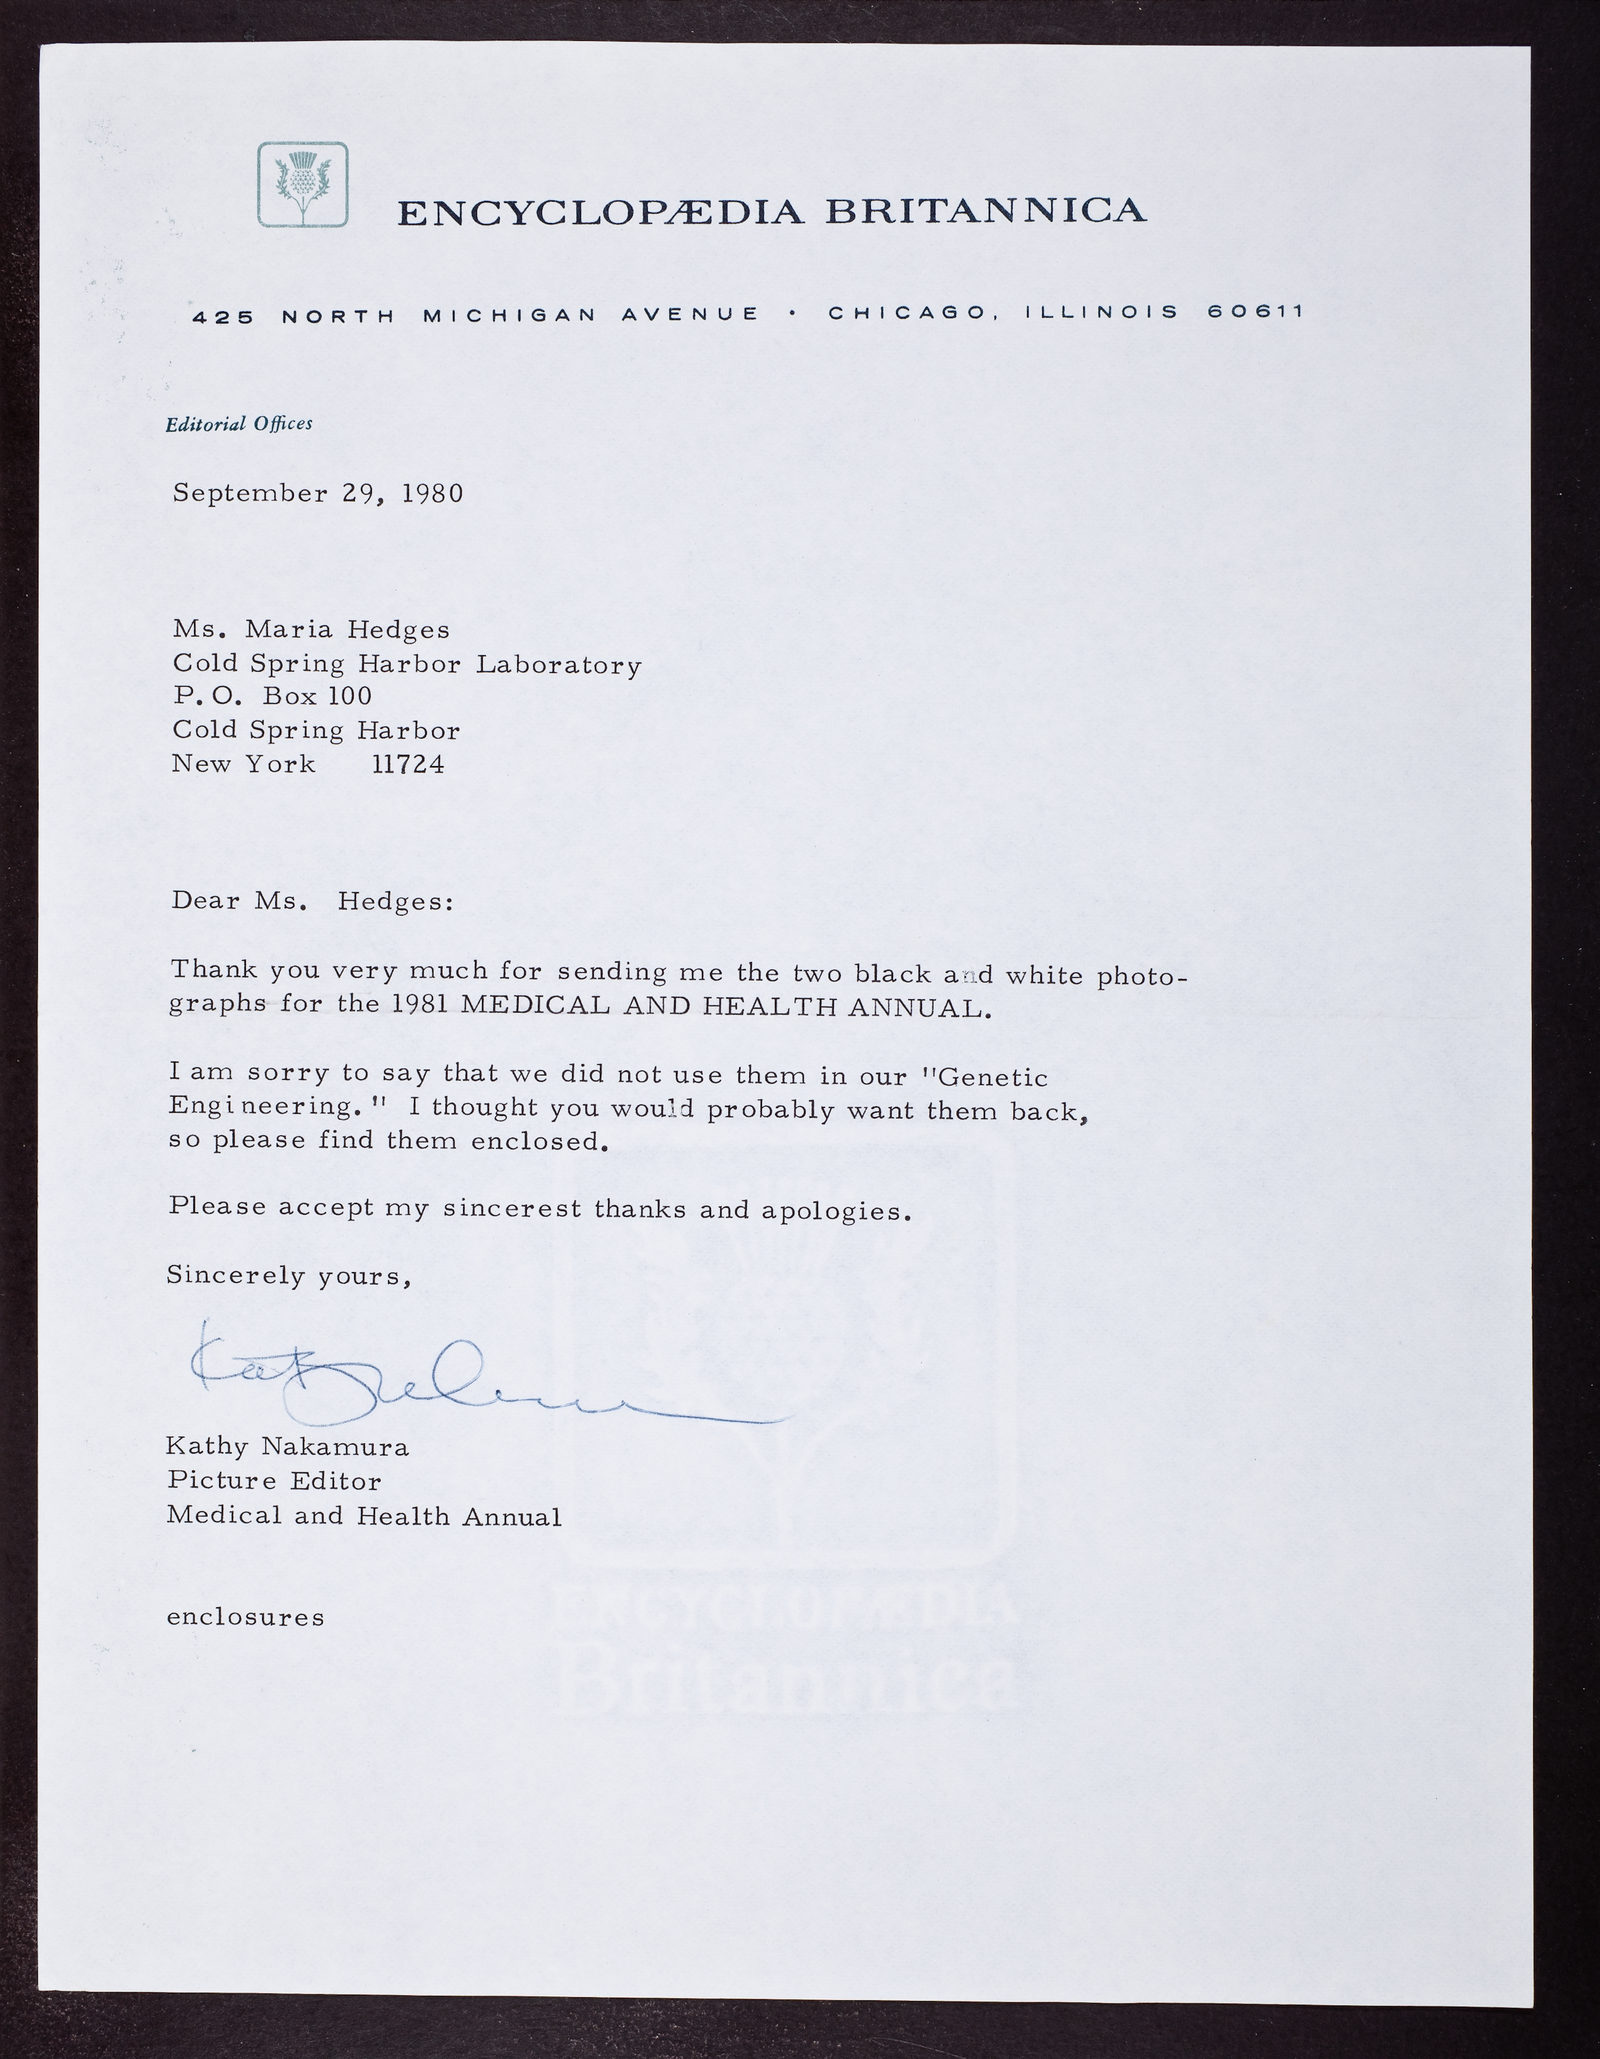 ENCYCLOPÆDIA BRITANNICA
425 NORTH MICHIGAN AVENUE • CHICAGO, ILLINOIS 60611
Editorial Offices
September 29, 1980
Ms. Maria Hedges
Cold Spring Harbor Laboratory
P.O. Box 100
Cold Spring Harbor
New York 11724
Dear Ms. Hedges:
Thank you very much for sending me the two black and white photo-
graphs for the 1981 MEDICAL AND HEALTH ANNUAL.
I am sorry to say that we did not use them in our "Genetic
Engineering." I thought you would probably want them back,
so please find them enclosed.
Please accept my sincerest thanks and apologies.
Sincerely yours,
Kathy Nakamura
Picture Editor
Medical and Health Annual
enclosures
ENCYCLOPÆDIA
Britannica